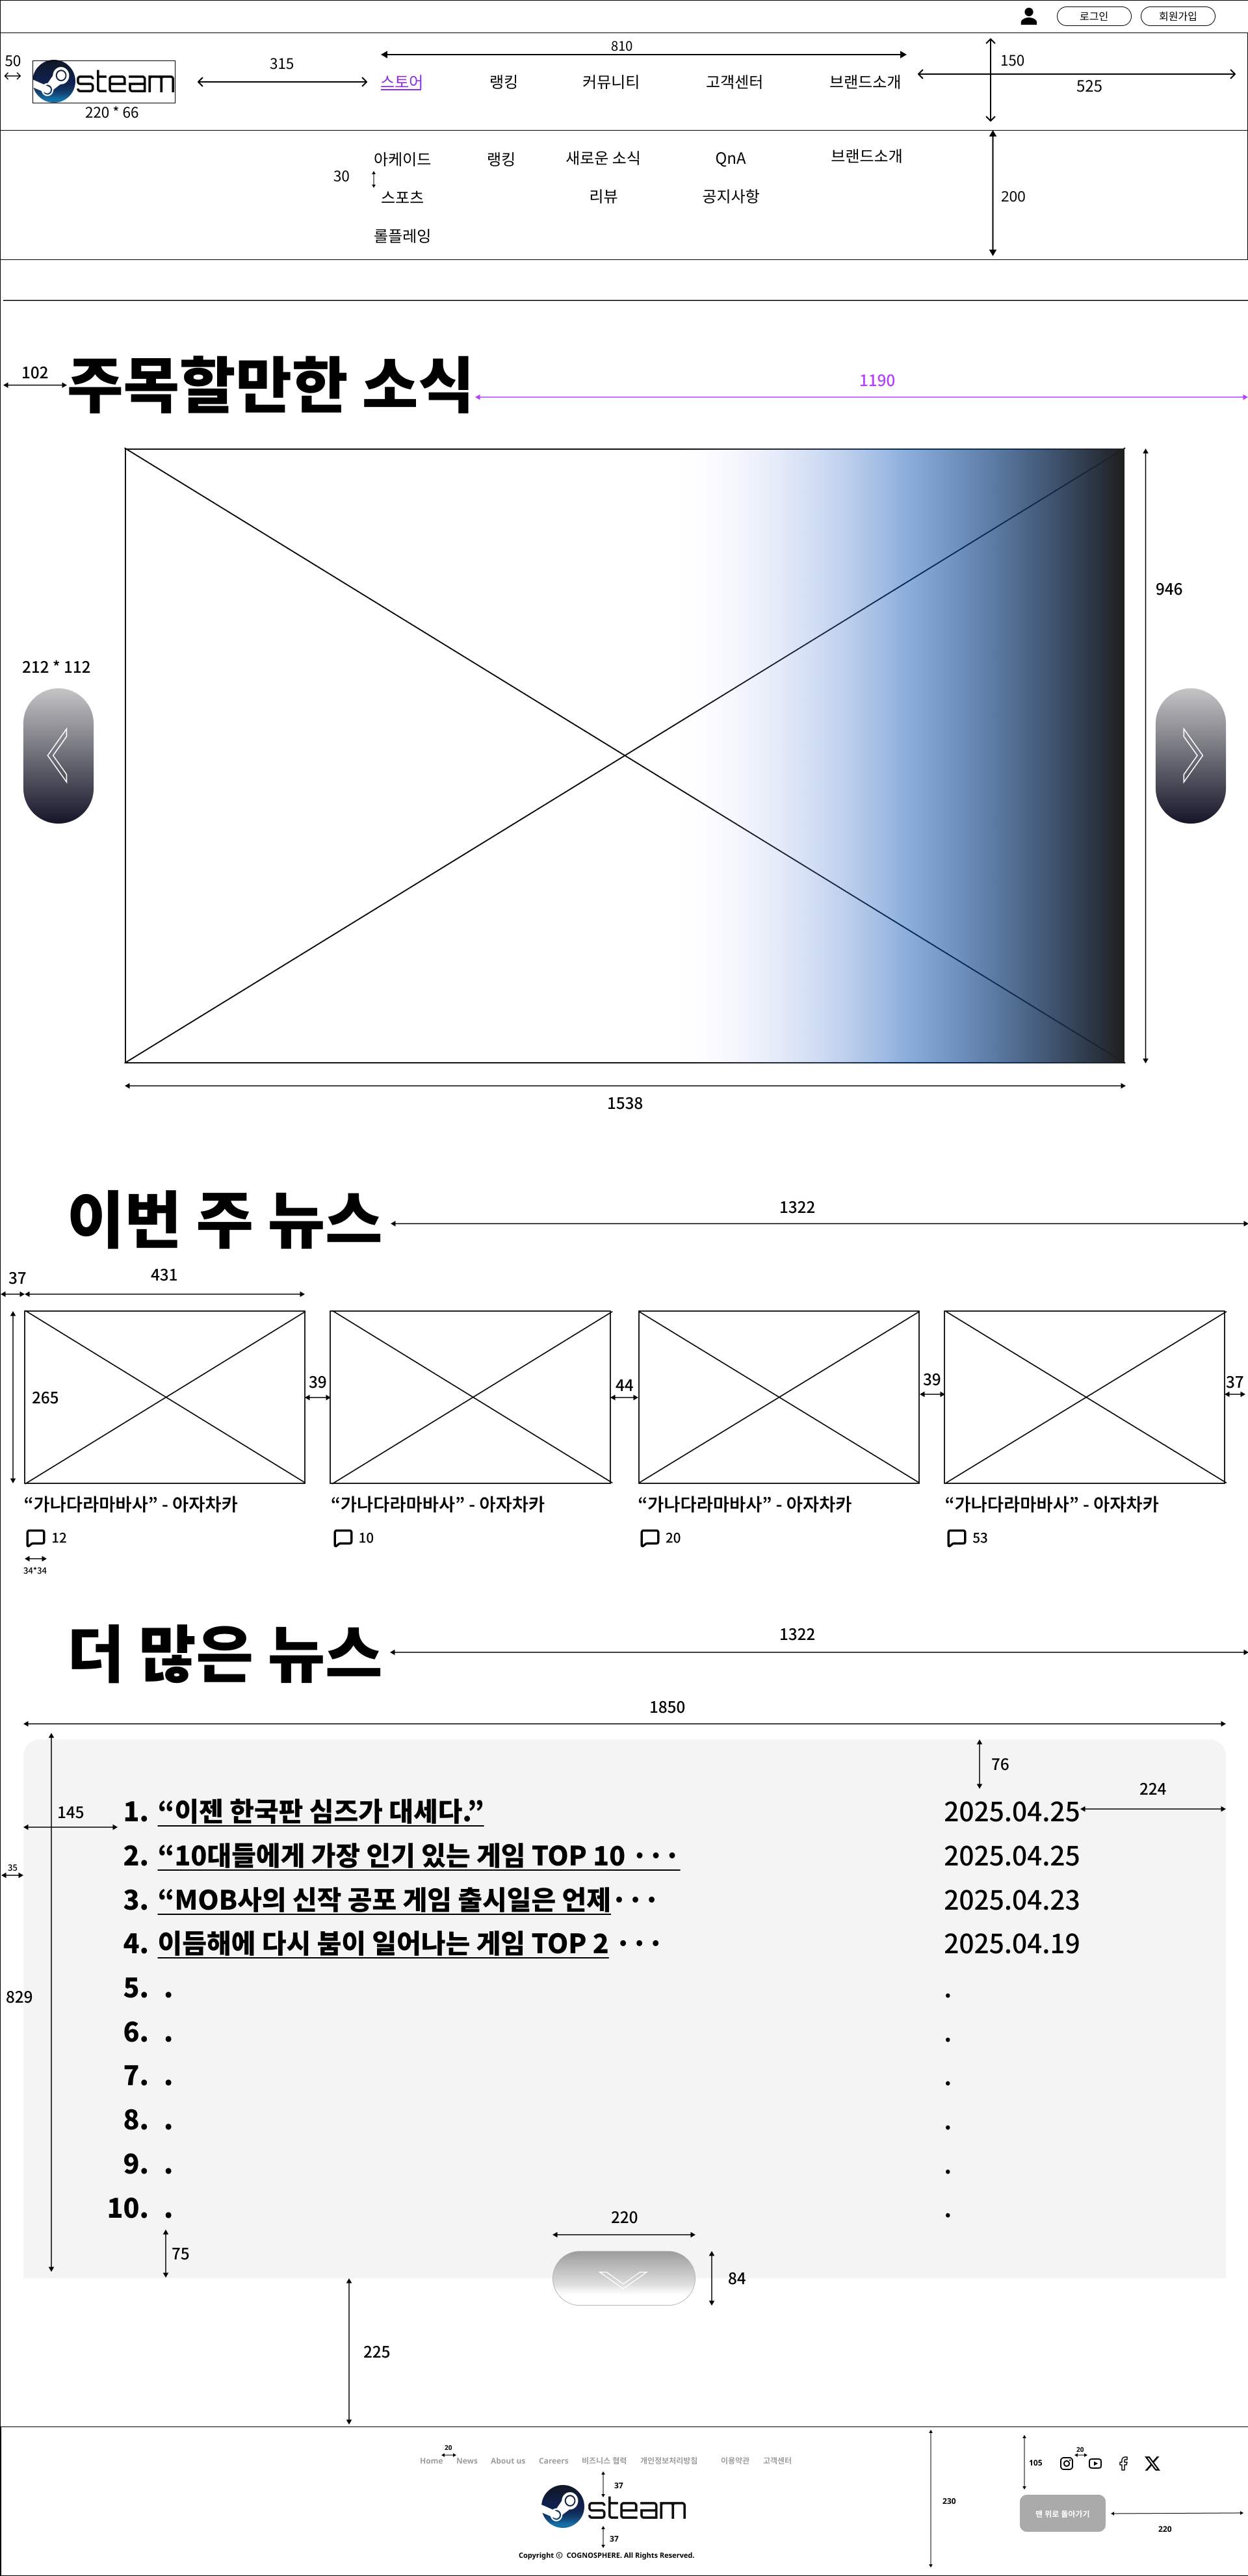 로그인 회원가입
50 315 810 150
steam 스토어 랭킹 커뮤니티 고객센터 브랜드소개 525
220 * 66
아케이드 랭킹 새로운 소식 QnA 브랜드소개
30
스포츠 리뷰 공지사항 200
롤플레잉
102 주목할만한 소식 1190
946
212 * 112
1538
이번 주 뉴스 1322
37 431
265 39 44 39 37
“가나다라마바사” - 아자차카 “가나다라마바사” - 아자차카 “가나다라마바사” - 아자차카 “가나다라마바사” - 아자차카
12 10 20 53
34*34
더 많은 뉴스 1322
1850
76
145 224
1. “이젠 한국판 심즈가 대세다.” 2025.04.25
2. “10대들에게 가장 인기 있는 게임 TOP 10 ··· 2025.04.25
35
3. “MOB사의 신작 공포 게임 출시일은 언제··· 2025.04.23
4. 이듬해에 다시 붐이 일어나는 게임 TOP 2 ··· 2025.04.19
5. . .
829
6. . .
7. . .
8. . .
9. . .
10. . .
220
75
84
225
20
Home News About us Careers 비즈니스 협력 개인정보처리방침 이용약관 고객센터
20
105
37
steam
230
맨 위로 돌아가기
220
37
Copyright ⓒ COGNOSPHERE. All Rights Reserved.